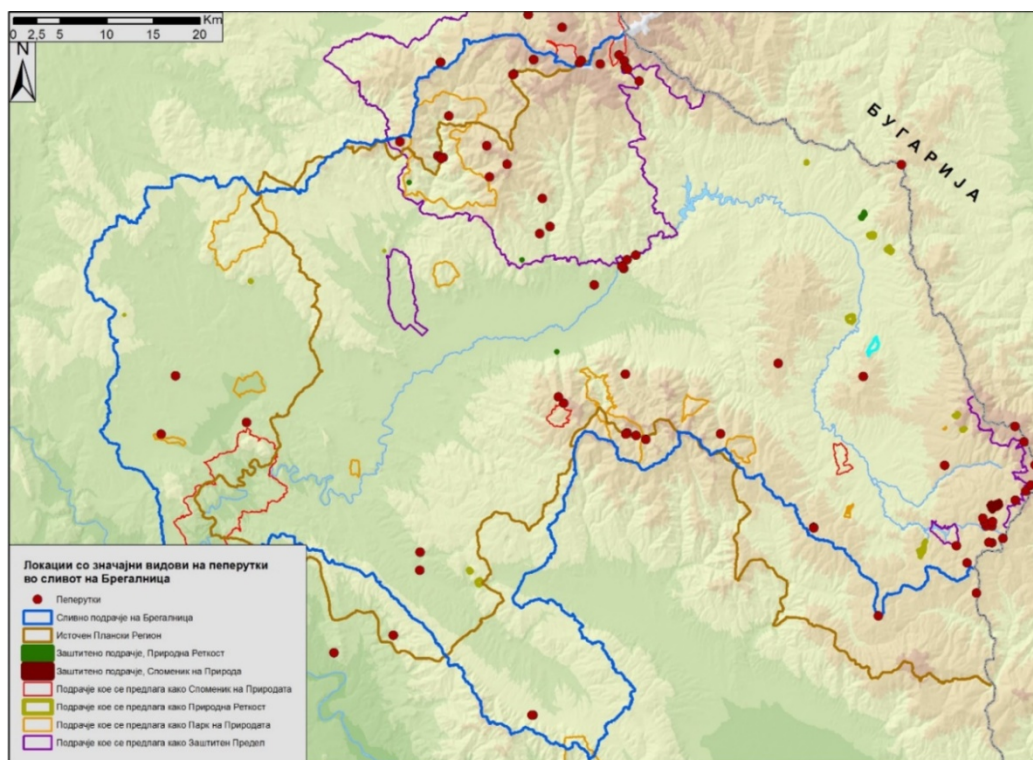 Km
0 2,5 5 10 15 20
N
БУГАРИЈА
Локации со значајни видови на пеперутки
во сливот на Брегалница
Пеперутки
Сливно подрачје на Брегалница
Источен Плански Регион
Заштитено подрачје, Природна Реткост
Заштитено подрачје, Споменик на Природа
Подрачје кое се предлага како Споменик на Природата
Подрачје кое се предлага како Природна Реткост
Подрачје кое се предлага како Парк на Природата
Подрачје кое се предлага како Заштитен Предел